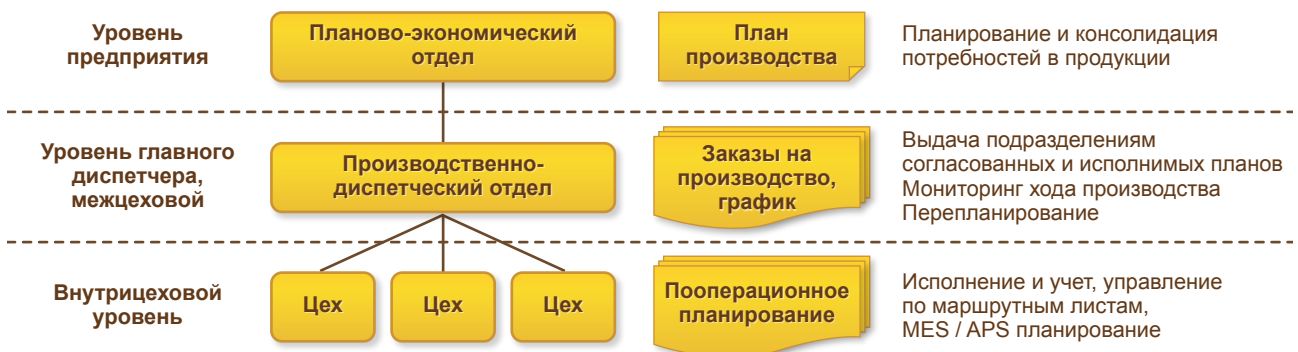 Уровень
предприятия
Планово-экономический
отдел
План
производства
Планирование и консолидация
потребностей в продукции
Уровень главного
диспетчера,
межцеховой
Производственно-
диспетческий отдел
Заказы на
производство,
график
Выдача подразделениям
согласованных и исполнимых планов
Мониторинг хода производства
Перепланирование
Внутрицеховой
уровень
Цех
Цех
Цех
Пооперационное
планирование
Исполнение и учет, управление
по маршрутным листам,
MES / APS планирование